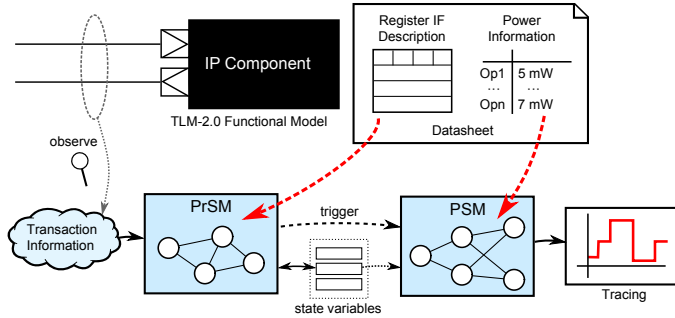 IP Component
TLM-2.0 Functional Model
Register IF
Description
Power
Information
Op1 5 mW
... ...
Opn 7 mW
Datasheet
observe
Transaction
Information
PrSM
trigger
state variables
PSM
Tracing